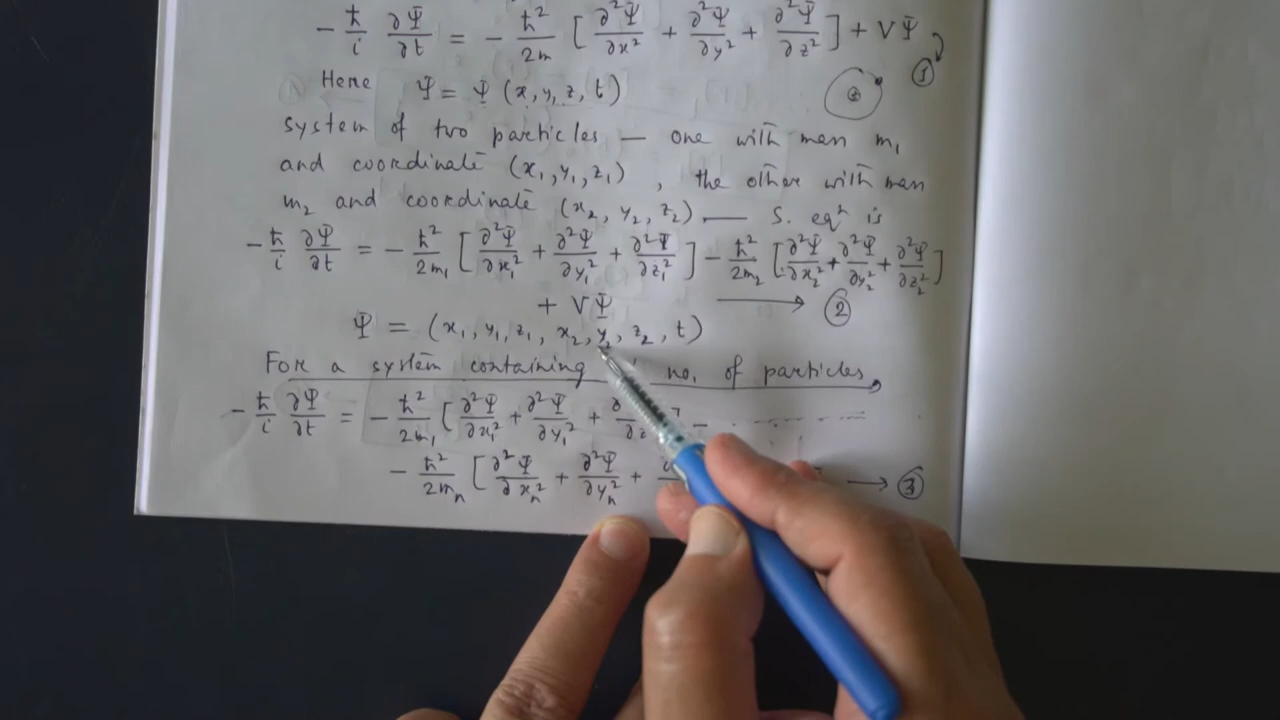 -ħ/i ∂Ψ/∂t = -ħ²/2m [∂²Ψ/∂x² + ∂²Ψ/∂y² + ∂²Ψ/∂z²] + VΨ
①
Here Ψ = Ψ (x, y, z, t)
system of two particles — one with mass m₁
and coordinate (x₁, y₁, z₁) , the other with mass
m₂ and coordinate (x₂, y₂, z₂) — S. eqⁿ is
-ħ/i ∂Ψ/∂t = -ħ²/2m₁ [∂²Ψ/∂x₁² + ∂²Ψ/∂y₁² + ∂²Ψ/∂z₁²] - ħ²/2m₂ [∂²Ψ/∂x₂² + ∂²Ψ/∂y₂² + ∂²Ψ/∂z₂²]
+ VΨ → ②
Ψ = (x₁, y₁, z₁, x₂, y₂, z₂, t)
For a system containing no. of particles,
-ħ/i ∂Ψ/∂t = -ħ²/2m₁ [∂²Ψ/∂x₁² + ∂²Ψ/∂y₁² + ∂ ∂z ] - ........
-ħ²/2mₙ [∂²Ψ/∂xₙ² + ∂²Ψ/∂yₙ² + → ③